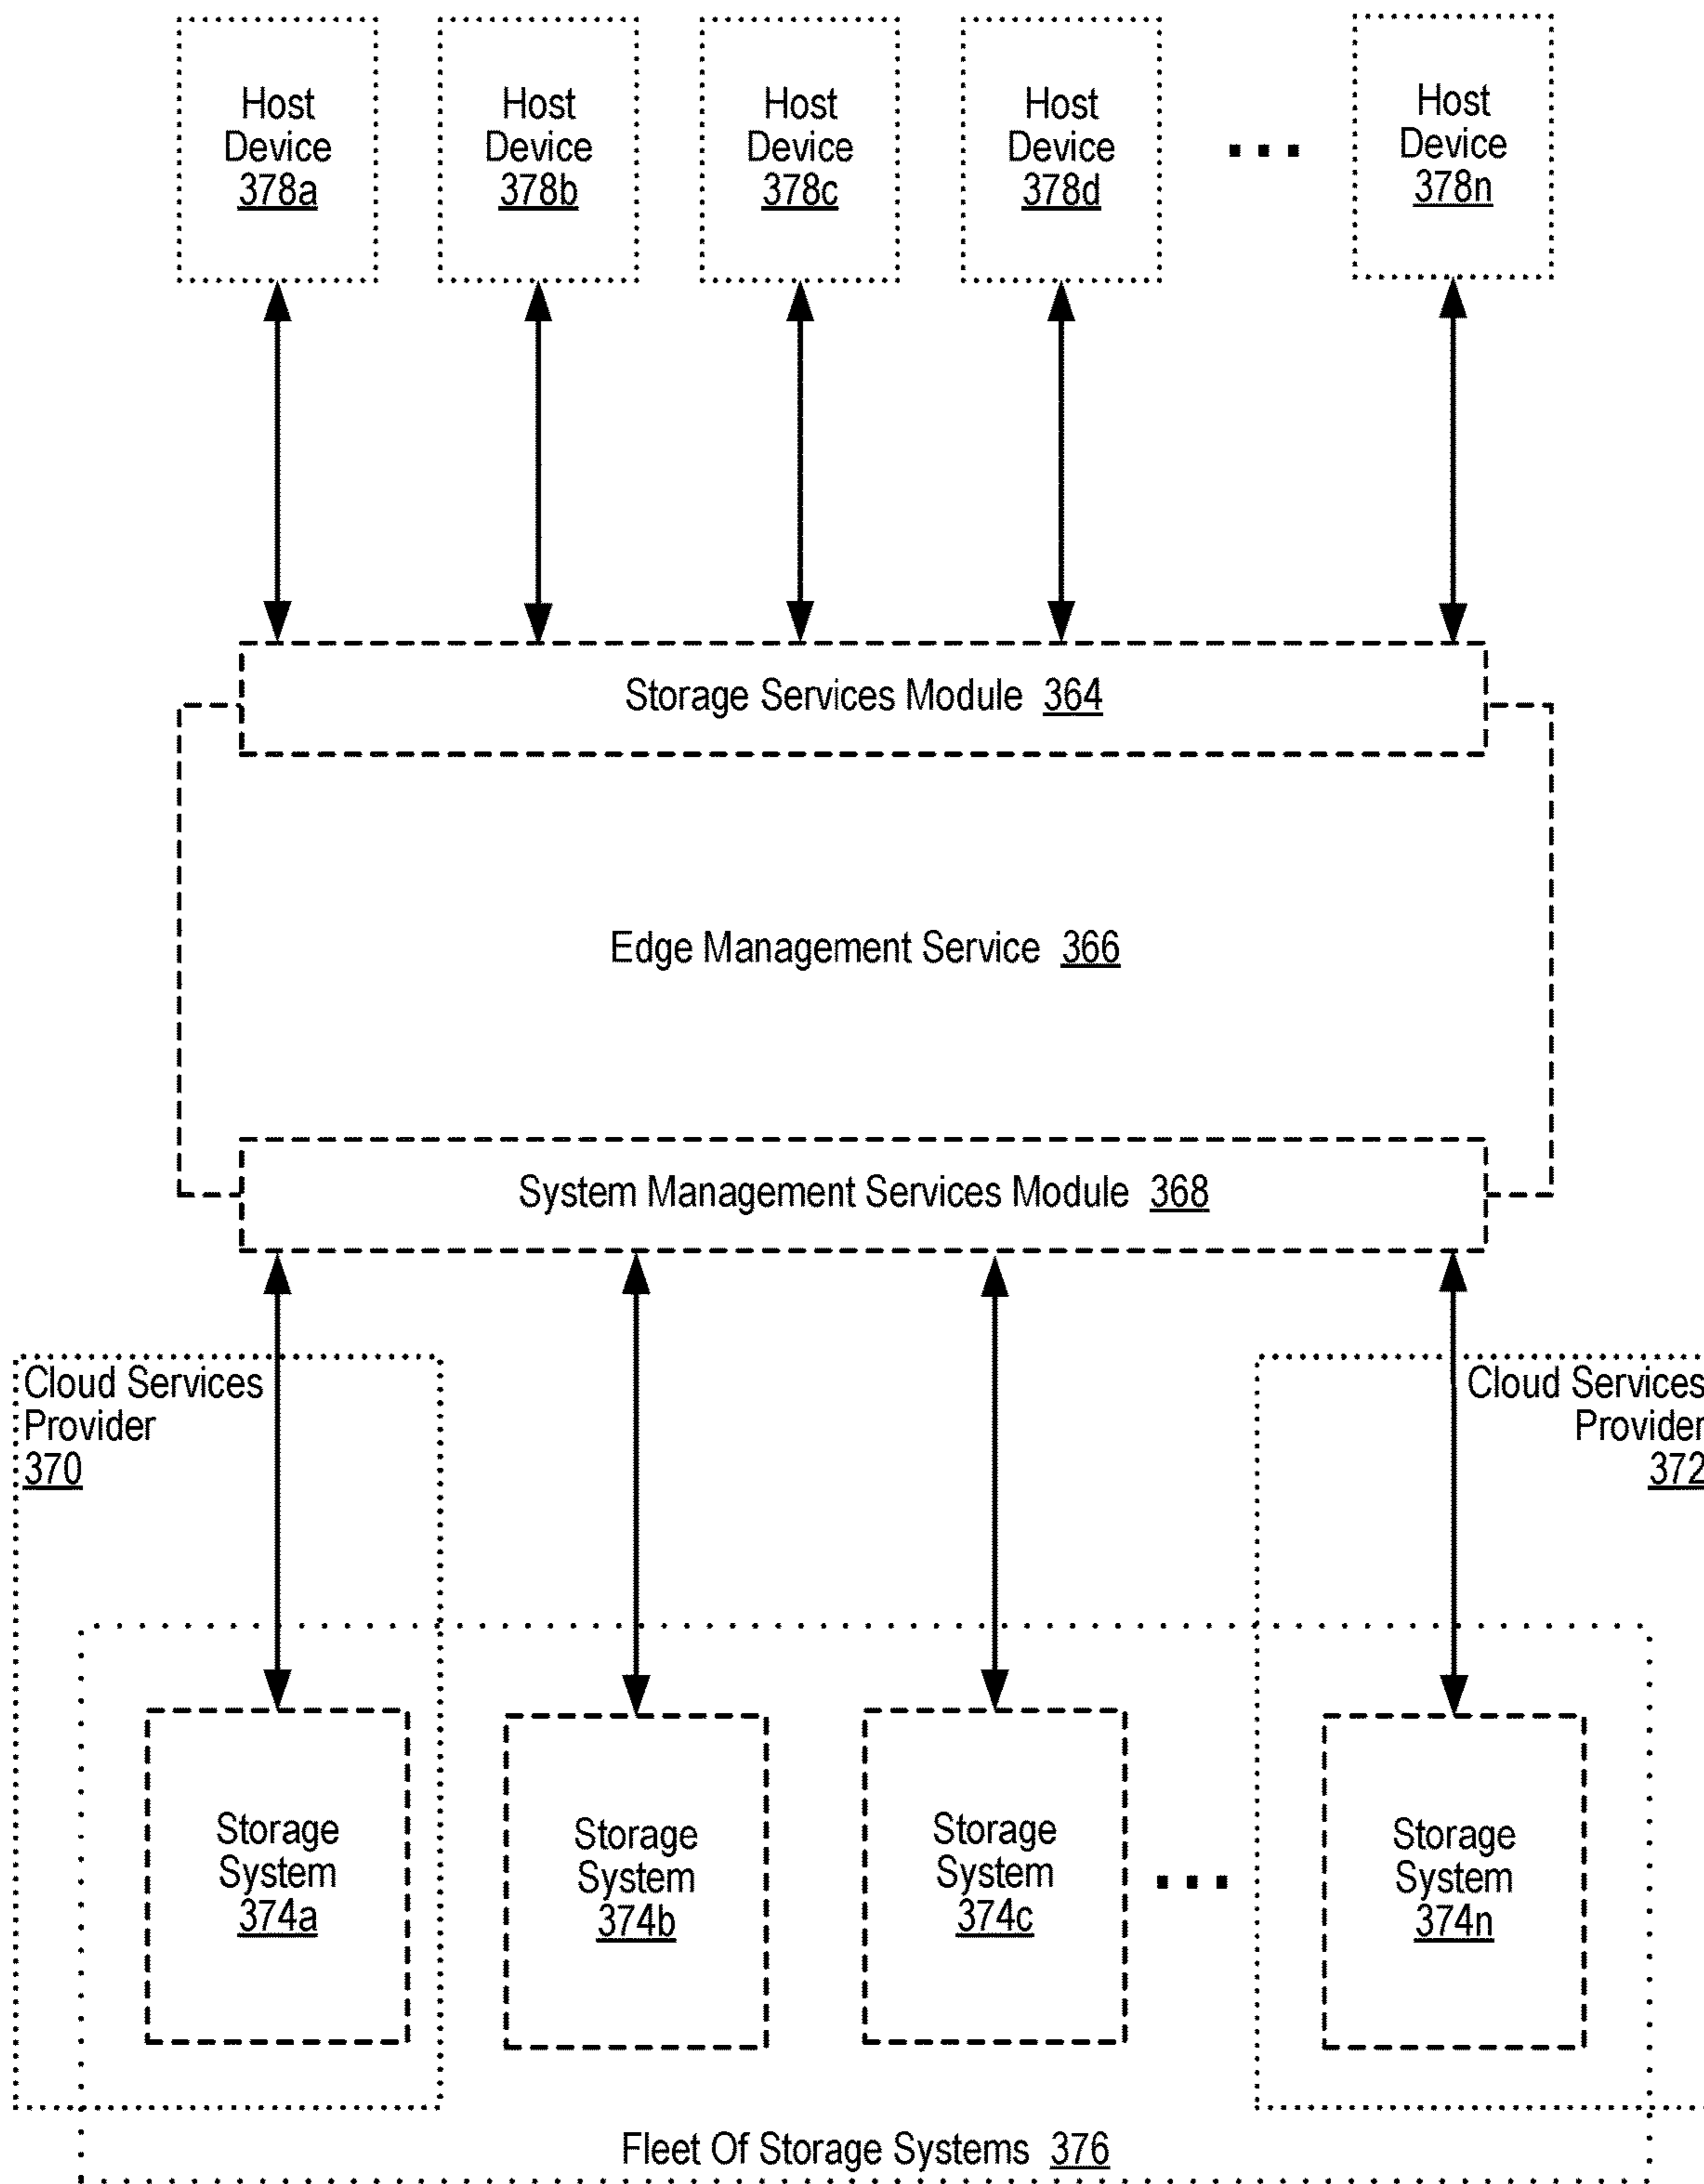 Host
Device
378a
Host
Device
378b
Host
Device
378c
Host
Device
378d
...
Host
Device
378n
Storage Services Module 364
Edge Management Service 366
System Management Services Module 368
Cloud Services
Provider
370
Cloud Services
Provider
372
Storage
System
374a
Storage
System
374b
Storage
System
374c
...
Storage
System
374n
Fleet Of Storage Systems 376